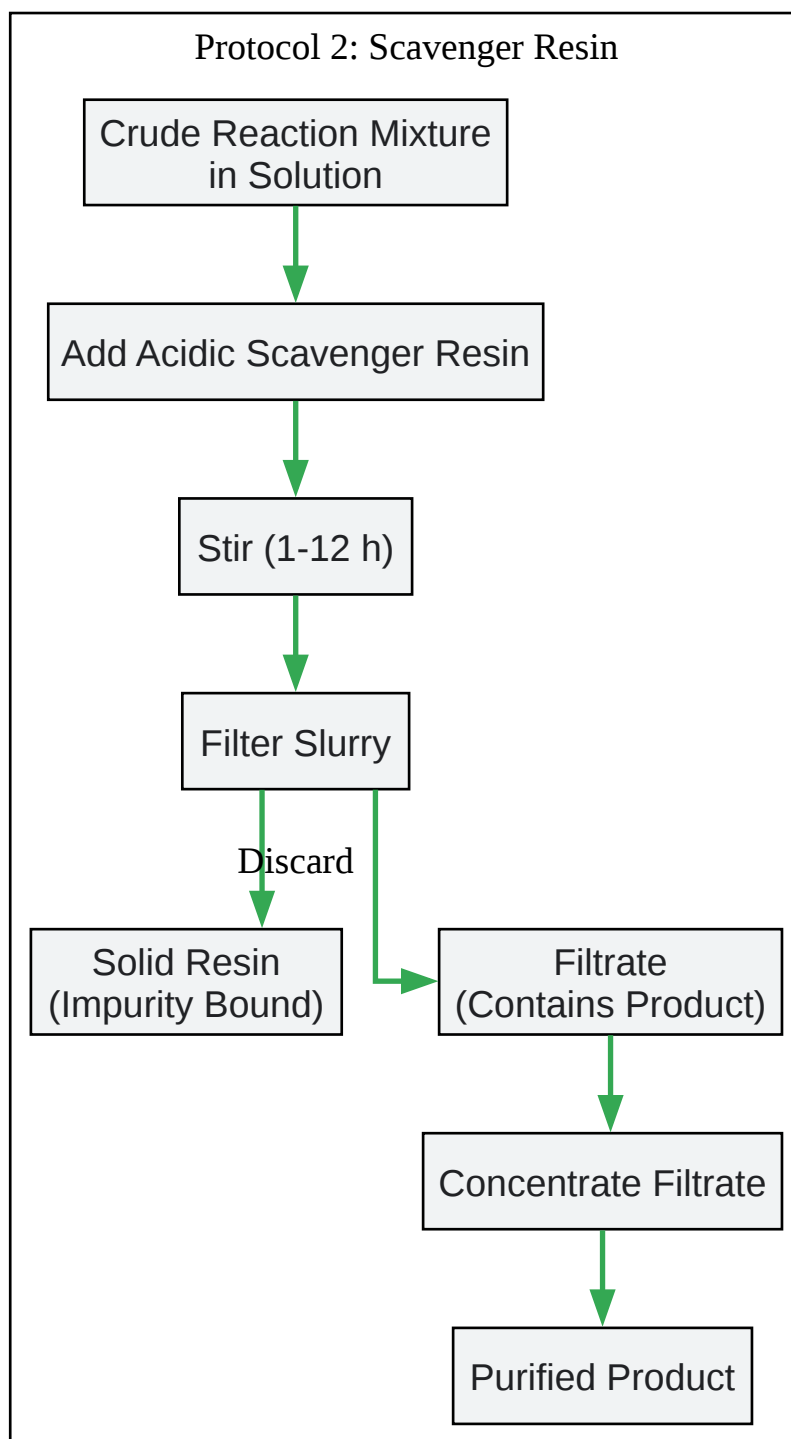 Protocol 2: Scavenger Resin
Crude Reaction Mixture
in Solution
Add Acidic Scavenger Resin
Stir (1-12 h)
Filter Slurry
Discard
Solid Resin
(Impurity Bound)
Filtrate
(Contains Product)
Concentrate Filtrate
Purified Product